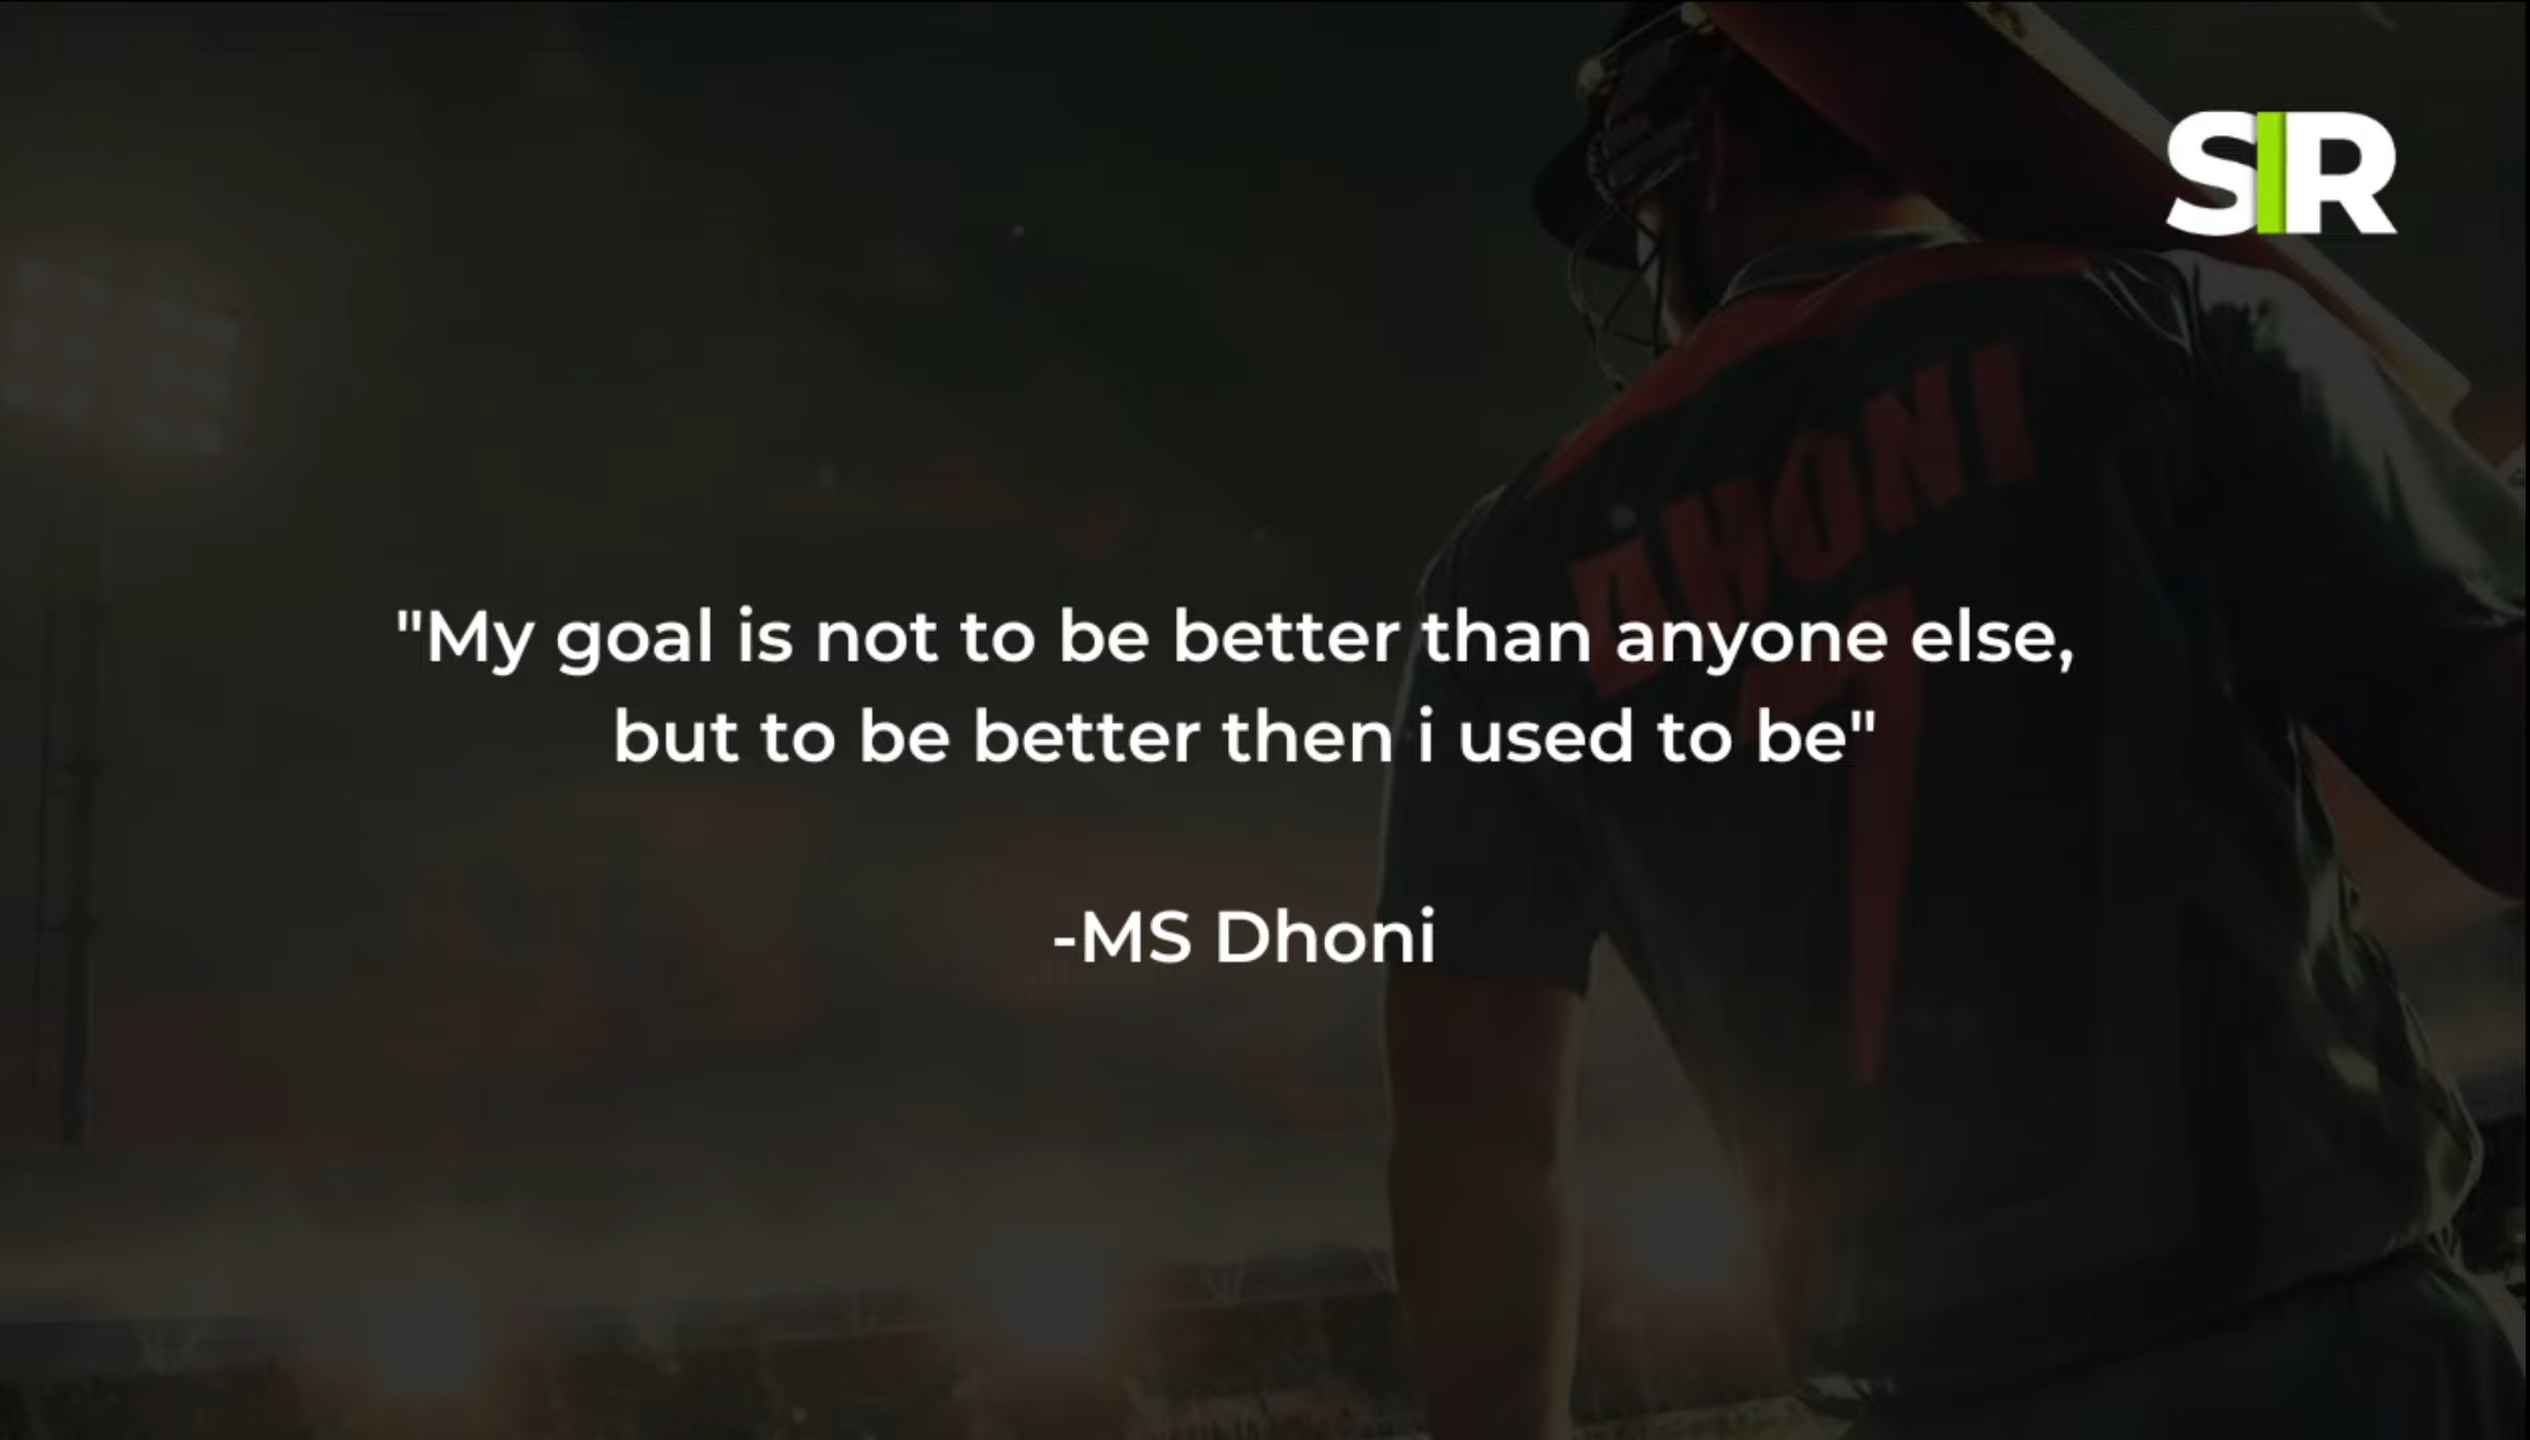 SIR
DHONI
7
"My goal is not to be better than anyone else,
but to be better then i used to be"
-MS Dhoni